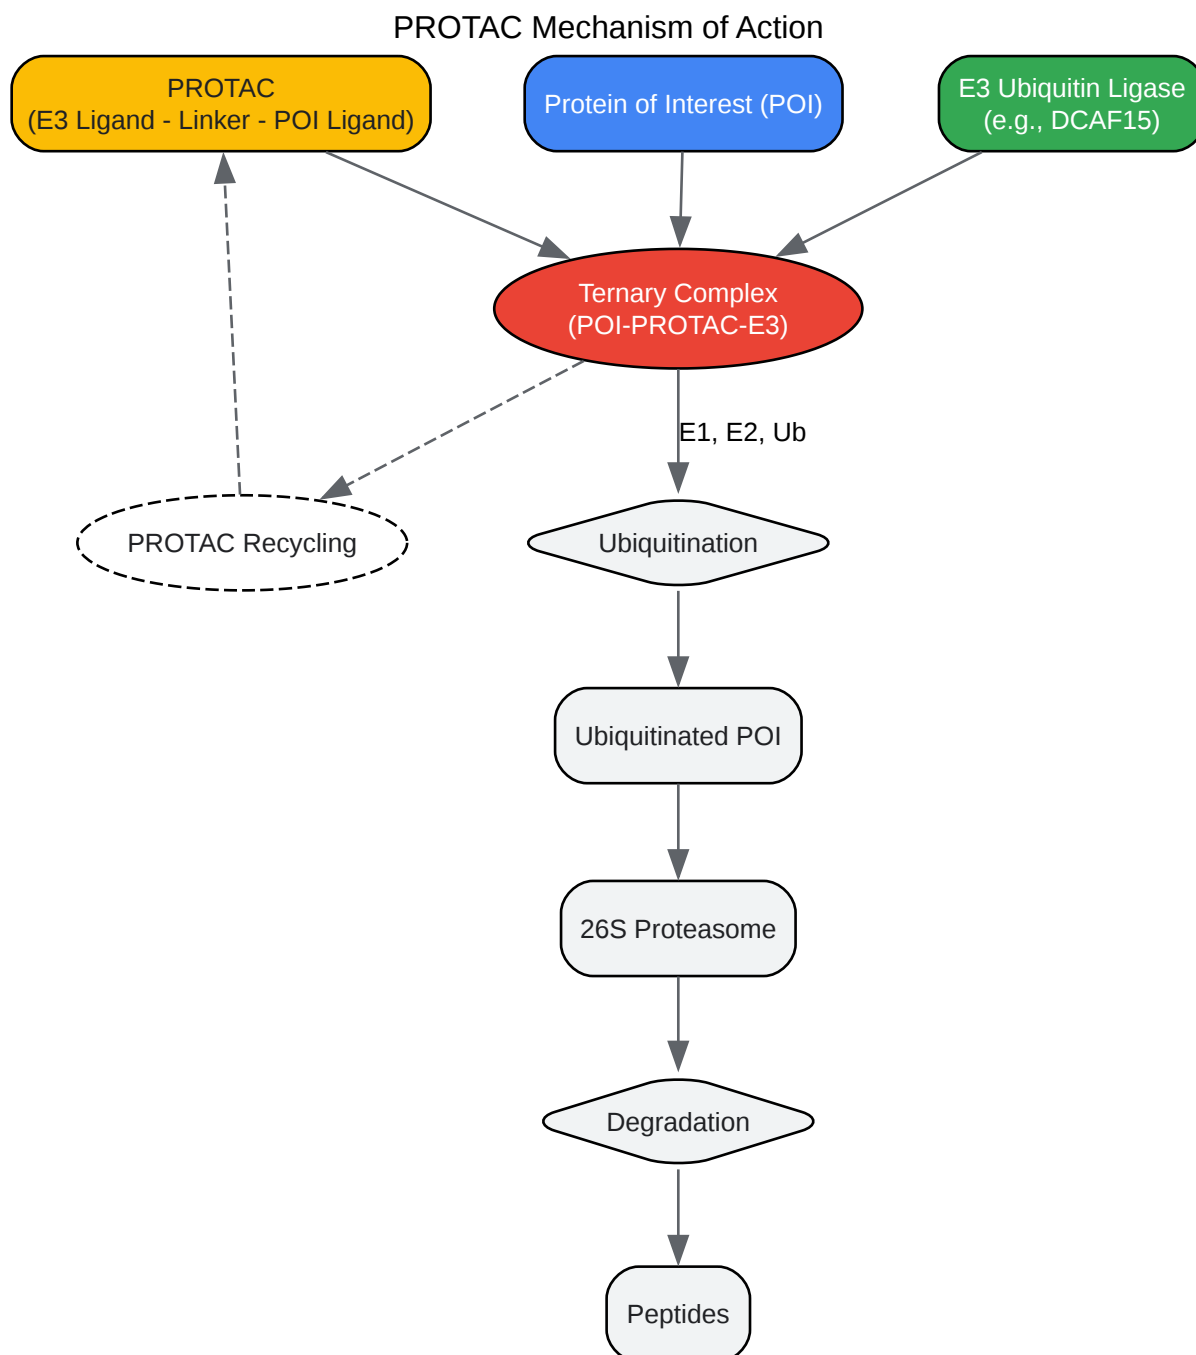 PROTAC Mechanism of Action
PROTAC
(E3 Ligand - Linker - POI Ligand)
Protein of Interest (POI)
E3 Ubiquitin Ligase
(e.g., DCAF15)
Ternary Complex
(POI-PROTAC-E3)
E1, E2, Ub
PROTAC Recycling
Ubiquitination
Ubiquitinated POI
26S Proteasome
Degradation
Peptides